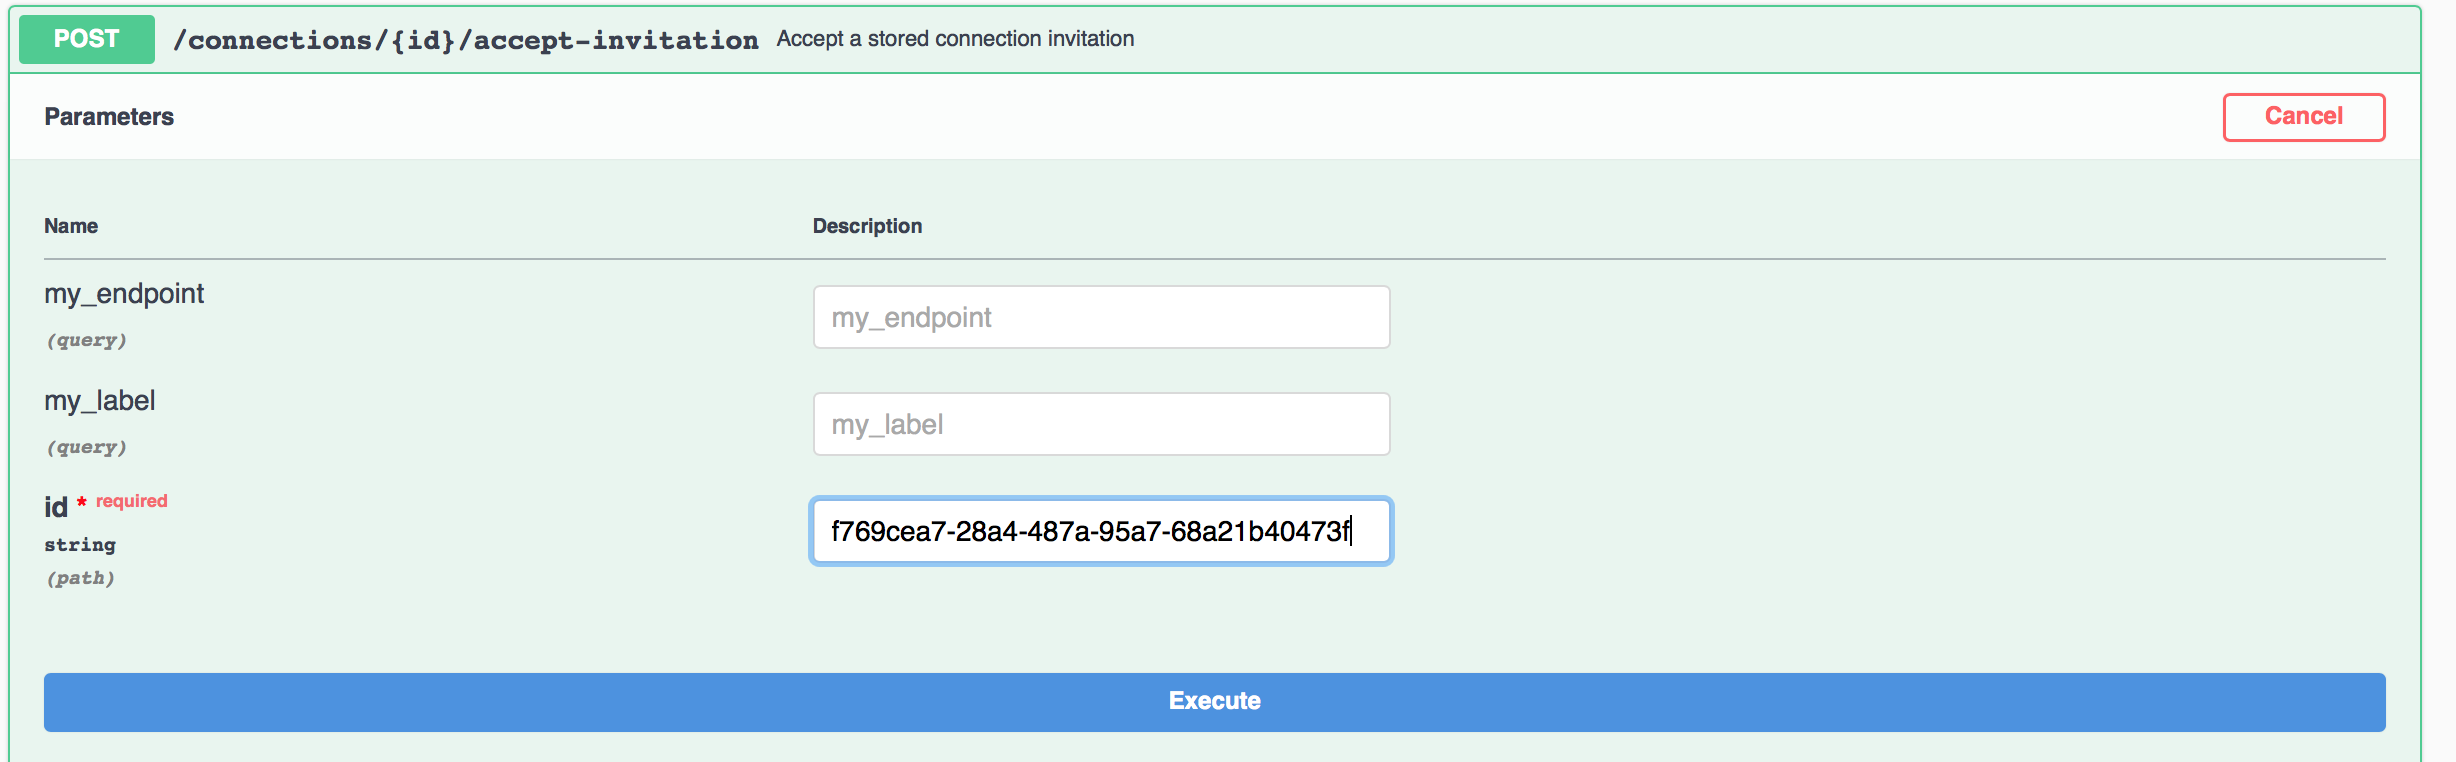 POST /connections/{id}/accept-invitation Accept a stored connection invitation
Parameters Cancel
Name Description
my_endpoint my_endpoint
(query)
my_label my_label
(query)
id * required f769cea7-28a4-487a-95a7-68a21b40473f
string
(path)
Execute